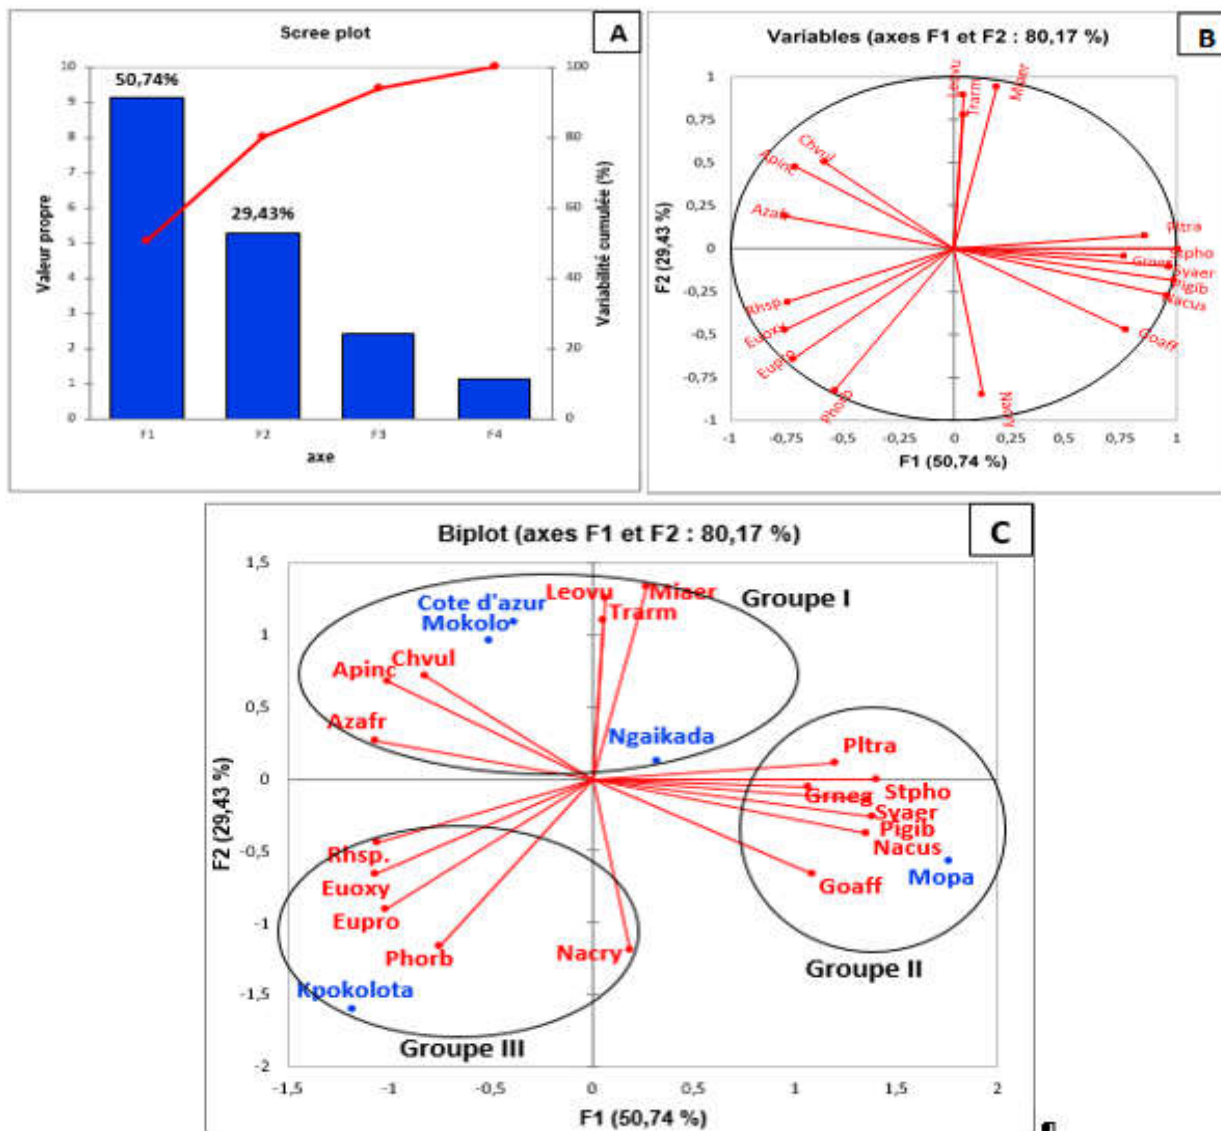 Scree plot
A
50,74%
29,43%
Valeur propre
Variabilité cumulée (%)
10
9
8
7
6
5
4
3
2
1
0
100
80
60
40
20
0
F1
F2
F3
F4
axe
Variables (axes F1 et F2 : 80,17 %)
B
Leovu
Trarm
Miaer
Chvul
Apinc
Azafr
Pltra
Stpho
Grneg
Syaer
Pigib
Nacus
Goaff
Rhsp.
Euoxy
Eupro
Phosp
Nacry
F2 (29,43 %)
1
0,75
0,5
0,25
0
-0,25
-0,5
-0,75
-1
-1
-0,75
-0,5
-0,25
0
0,25
0,5
0,75
1
F1 (50,74 %)
Biplot (axes F1 et F2 : 80,17 %)
C
Leovu
Miaer
Groupe I
Cote d'azur
Trarm
Mokolo
Chvul
Apinc
Azafr
Ngaikada
Pltra
Stpho
Grneg
Syaer
Pigib
Nacus
Mopa
Goaff
Rhsp.
Euoxy
Eupro
Phorb
Nacry
Groupe II
Kpokolota
Groupe III
F2 (29,43 %)
1,5
1
0,5
0
-0,5
-1
-1,5
-2
-1,5
-1
-0,5
0
0,5
1
1,5
2
F1 (50,74 %)
¶